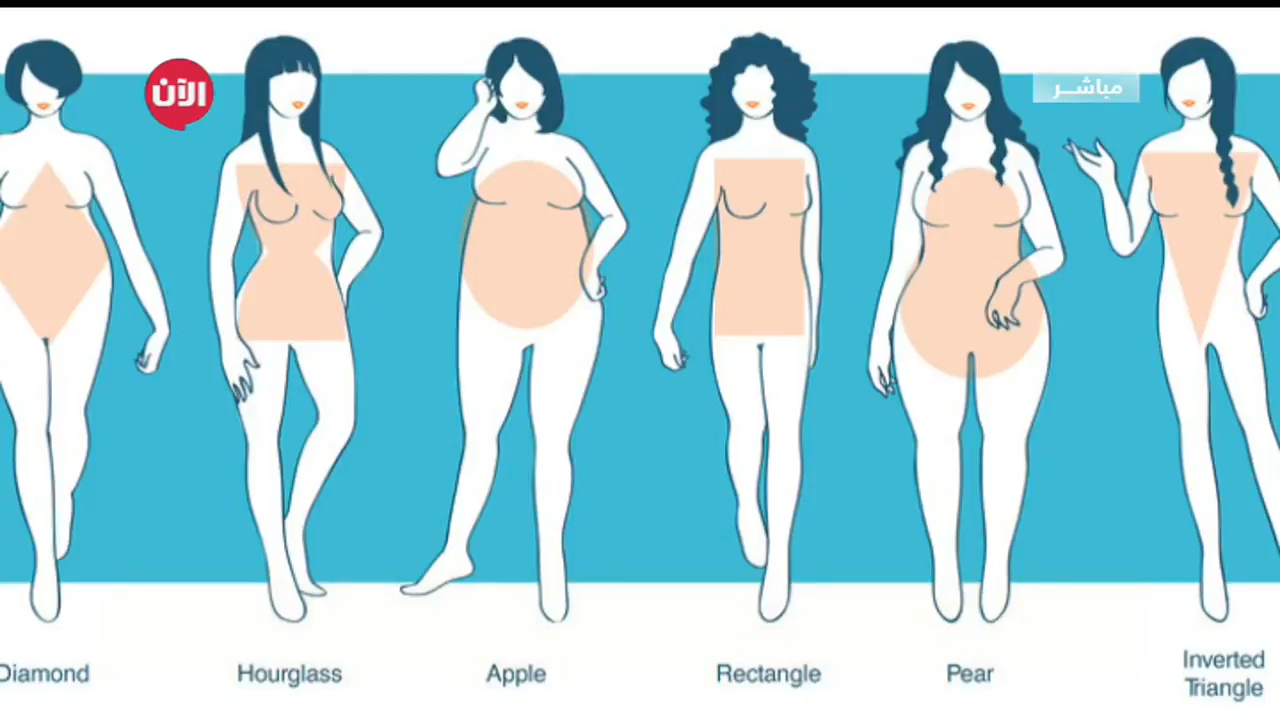 الآن
مباشر
Diamond
Hourglass
Apple
Rectangle
Pear
Inverted
Triangle